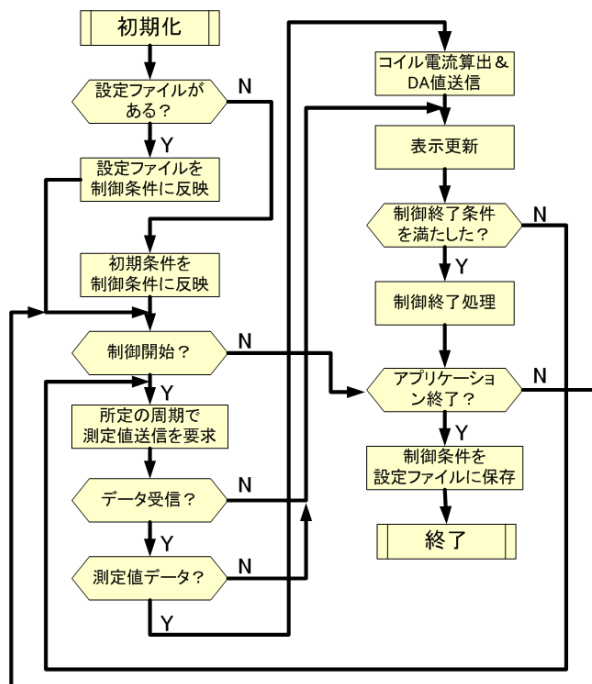 初期化
設定ファイルが
ある?
N
Y
設定ファイルを
制御条件に反映
初期条件を
制御条件に反映
制御開始?
N
Y
所定の周期で
測定値送信を要求
データ受信?
N
Y
測定値データ?
N
Y
コイル電流算出&
DA値送信
表示更新
制御終了条件
を満たした?
N
Y
制御終了処理
アプリケーション
終了?
N
Y
制御条件を
設定ファイルに保存
終了